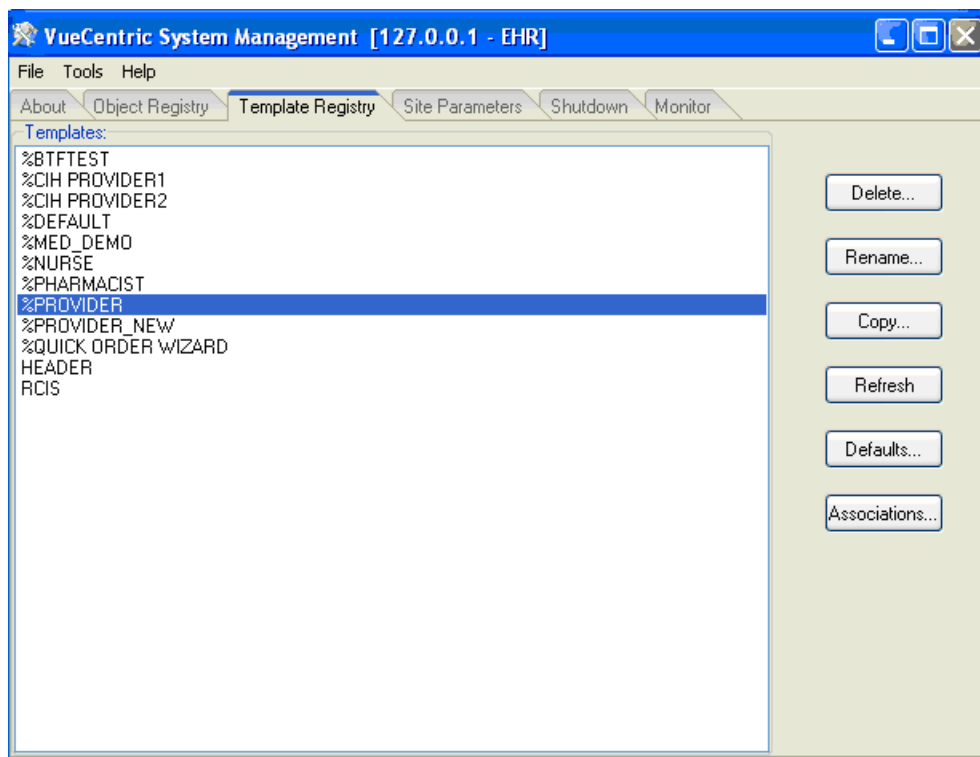 VueCentric System Management [127.0.0.1 - EHR]
File Tools Help
About Object Registry Template Registry Site Parameters Shutdown Monitor
Templates:
%BTFTEST
%CIH PROVIDER1
%CIH PROVIDER2
%DEFAULT
%MED_DEMO
%NURSE
%PHARMACIST
%PROVIDER
%PROVIDER_NEW
%QUICK ORDER WIZARD
HEADER
RCIS
Delete...
Rename...
Copy...
Refresh
Defaults...
Associations...